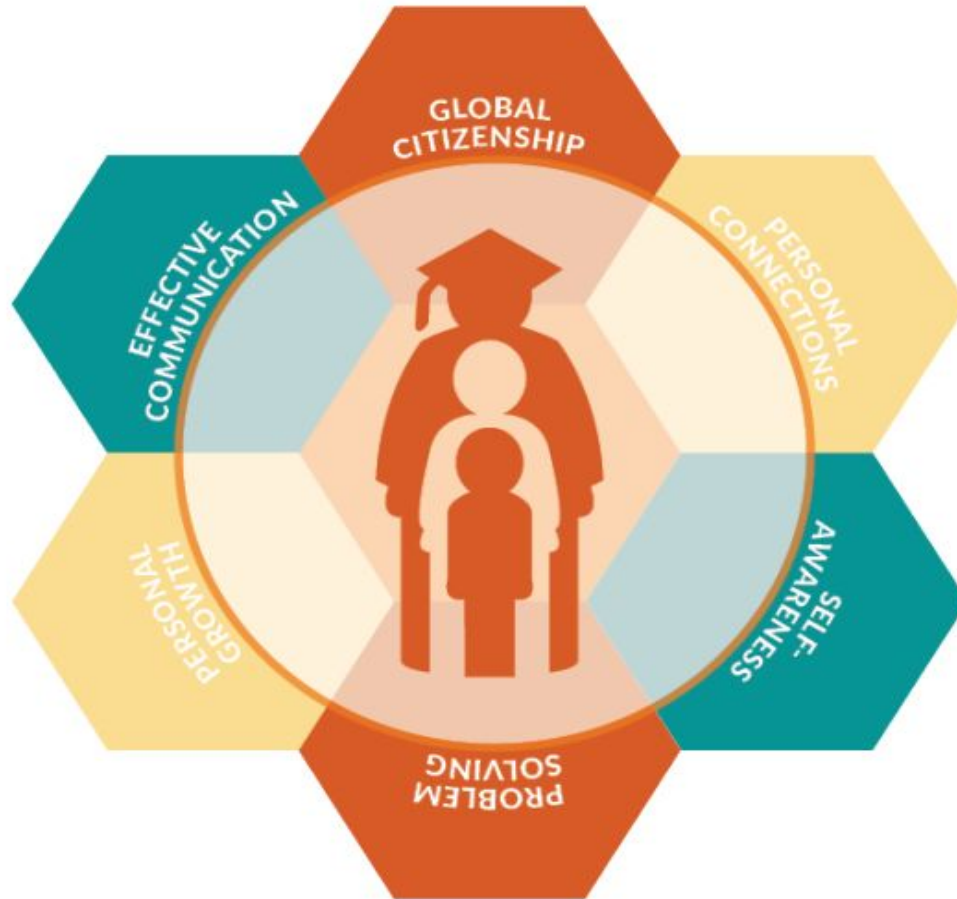 GLOBAL
CITIZENSHIP
PERSONAL
CONNECTIONS
SELF-
AWARENESS
PROBLEM
SOLVING
PERSONAL
GROWTH
EFFECTIVE
COMMUNICATION